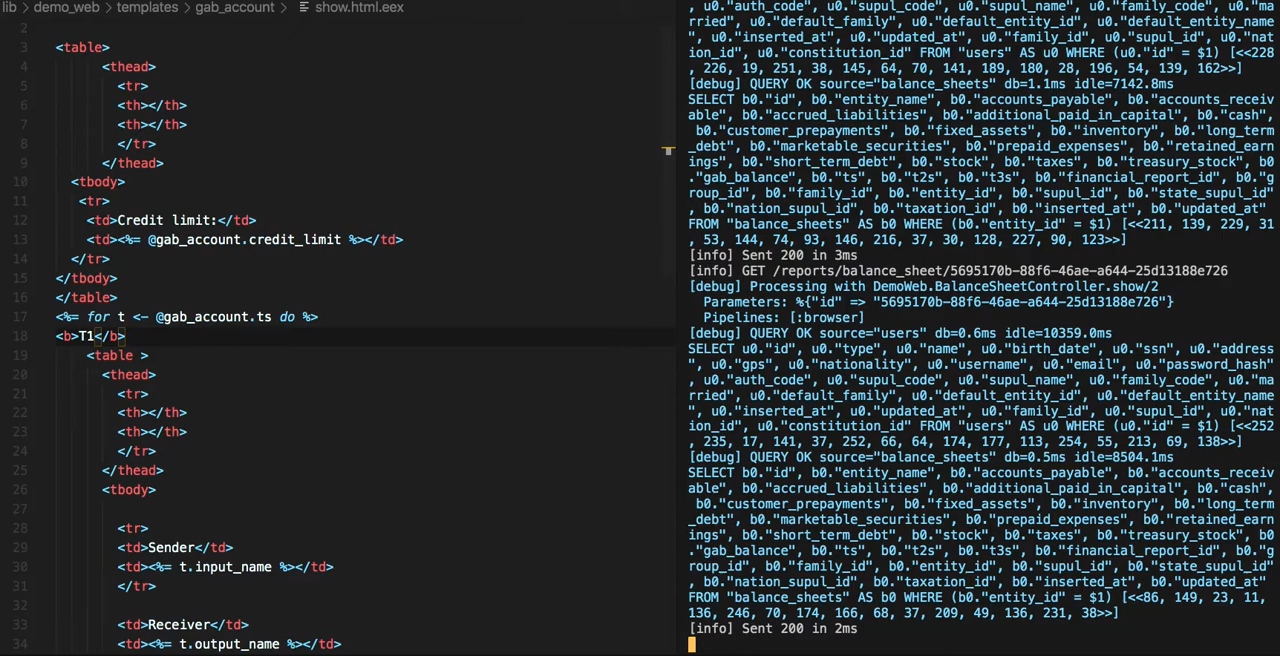 lib > demo_web > templates > gab_account > show.html.eex
2
3 <table>
4 <thead>
5 <tr>
6 <th></th>
7 <th></th>
8 </tr>
9 </thead>
10 <tbody>
11 <tr>
12 <td>Credit limit:</td>
13 <td><%= @gab_account.credit_limit %></td>
14 </tr>
15 </tbody>
16 </table>
17 <%= for t <- @gab_account.ts do %>
18 <b>T1</b>
19 <table >
20 <thead>
21 <tr>
22 <th></th>
23 <th></th>
24 </tr>
25 </thead>
26 <tbody>
27
28 <tr>
29 <td>Sender</td>
30 <td><%= t.input_name %></td>
31 </tr>
32
33 <td>Receiver</td>
34 <td><%= t.output_name %></td>
, u0."auth_code", u0."supul_code", u0."supul_name", u0."family_code", u0."ma
rried", u0."default_family", u0."default_entity_id", u0."default_entity_name
", u0."inserted_at", u0."updated_at", u0."family_id", u0."supul_id", u0."nat
ion_id", u0."constitution_id" FROM "users" AS u0 WHERE (u0."id" = $1) [<<228
, 226, 19, 251, 38, 145, 64, 70, 141, 189, 180, 28, 196, 54, 139, 162>>]
[debug] QUERY OK source="balance_sheets" db=1.1ms idle=7142.8ms
SELECT b0."id", b0."entity_name", b0."accounts_payable", b0."accounts_receiv
able", b0."accrued_liabilities", b0."additional_paid_in_capital", b0."cash",
b0."customer_prepayments", b0."fixed_assets", b0."inventory", b0."long_term
_debt", b0."marketable_securities", b0."prepaid_expenses", b0."retained_earn
ings", b0."short_term_debt", b0."stock", b0."taxes", b0."treasury_stock", b0
."gab_balance", b0."ts", b0."t2s", b0."t3s", b0."financial_report_id", b0."g
roup_id", b0."family_id", b0."entity_id", b0."supul_id", b0."state_supul_id"
, b0."nation_supul_id", b0."taxation_id", b0."inserted_at", b0."updated_at"
FROM "balance_sheets" AS b0 WHERE (b0."entity_id" = $1) [<<211, 139, 229, 31
, 53, 144, 74, 93, 146, 216, 37, 30, 128, 227, 90, 123>>]
[info] Sent 200 in 3ms
[info] GET /reports/balance_sheet/5695170b-88f6-46ae-a644-25d13188e726
[debug] Processing with DemoWeb.BalanceSheetController.show/2
Parameters: %{"id" => "5695170b-88f6-46ae-a644-25d13188e726"}
Pipelines: [:browser]
[debug] QUERY OK source="users" db=0.6ms idle=10359.0ms
SELECT u0."id", u0."type", u0."name", u0."birth_date", u0."ssn", u0."address
", u0."gps", u0."nationality", u0."username", u0."email", u0."password_hash"
, u0."auth_code", u0."supul_code", u0."supul_name", u0."family_code", u0."ma
rried", u0."default_family", u0."default_entity_id", u0."default_entity_name
", u0."inserted_at", u0."updated_at", u0."family_id", u0."supul_id", u0."nat
ion_id", u0."constitution_id" FROM "users" AS u0 WHERE (u0."id" = $1) [<<252
, 235, 17, 141, 37, 252, 66, 64, 174, 177, 113, 254, 55, 213, 69, 138>>]
[debug] QUERY OK source="balance_sheets" db=0.5ms idle=8504.1ms
SELECT b0."id", b0."entity_name", b0."accounts_payable", b0."accounts_receiv
able", b0."accrued_liabilities", b0."additional_paid_in_capital", b0."cash",
b0."customer_prepayments", b0."fixed_assets", b0."inventory", b0."long_term
_debt", b0."marketable_securities", b0."prepaid_expenses", b0."retained_earn
ings", b0."short_term_debt", b0."stock", b0."taxes", b0."treasury_stock", b0
."gab_balance", b0."ts", b0."t2s", b0."t3s", b0."financial_report_id", b0."g
roup_id", b0."family_id", b0."entity_id", b0."supul_id", b0."state_supul_id"
, b0."nation_supul_id", b0."taxation_id", b0."inserted_at", b0."updated_at"
FROM "balance_sheets" AS b0 WHERE (b0."entity_id" = $1) [<<86, 149, 23, 11,
136, 246, 70, 174, 166, 68, 37, 209, 49, 136, 231, 38>>]
[info] Sent 200 in 2ms